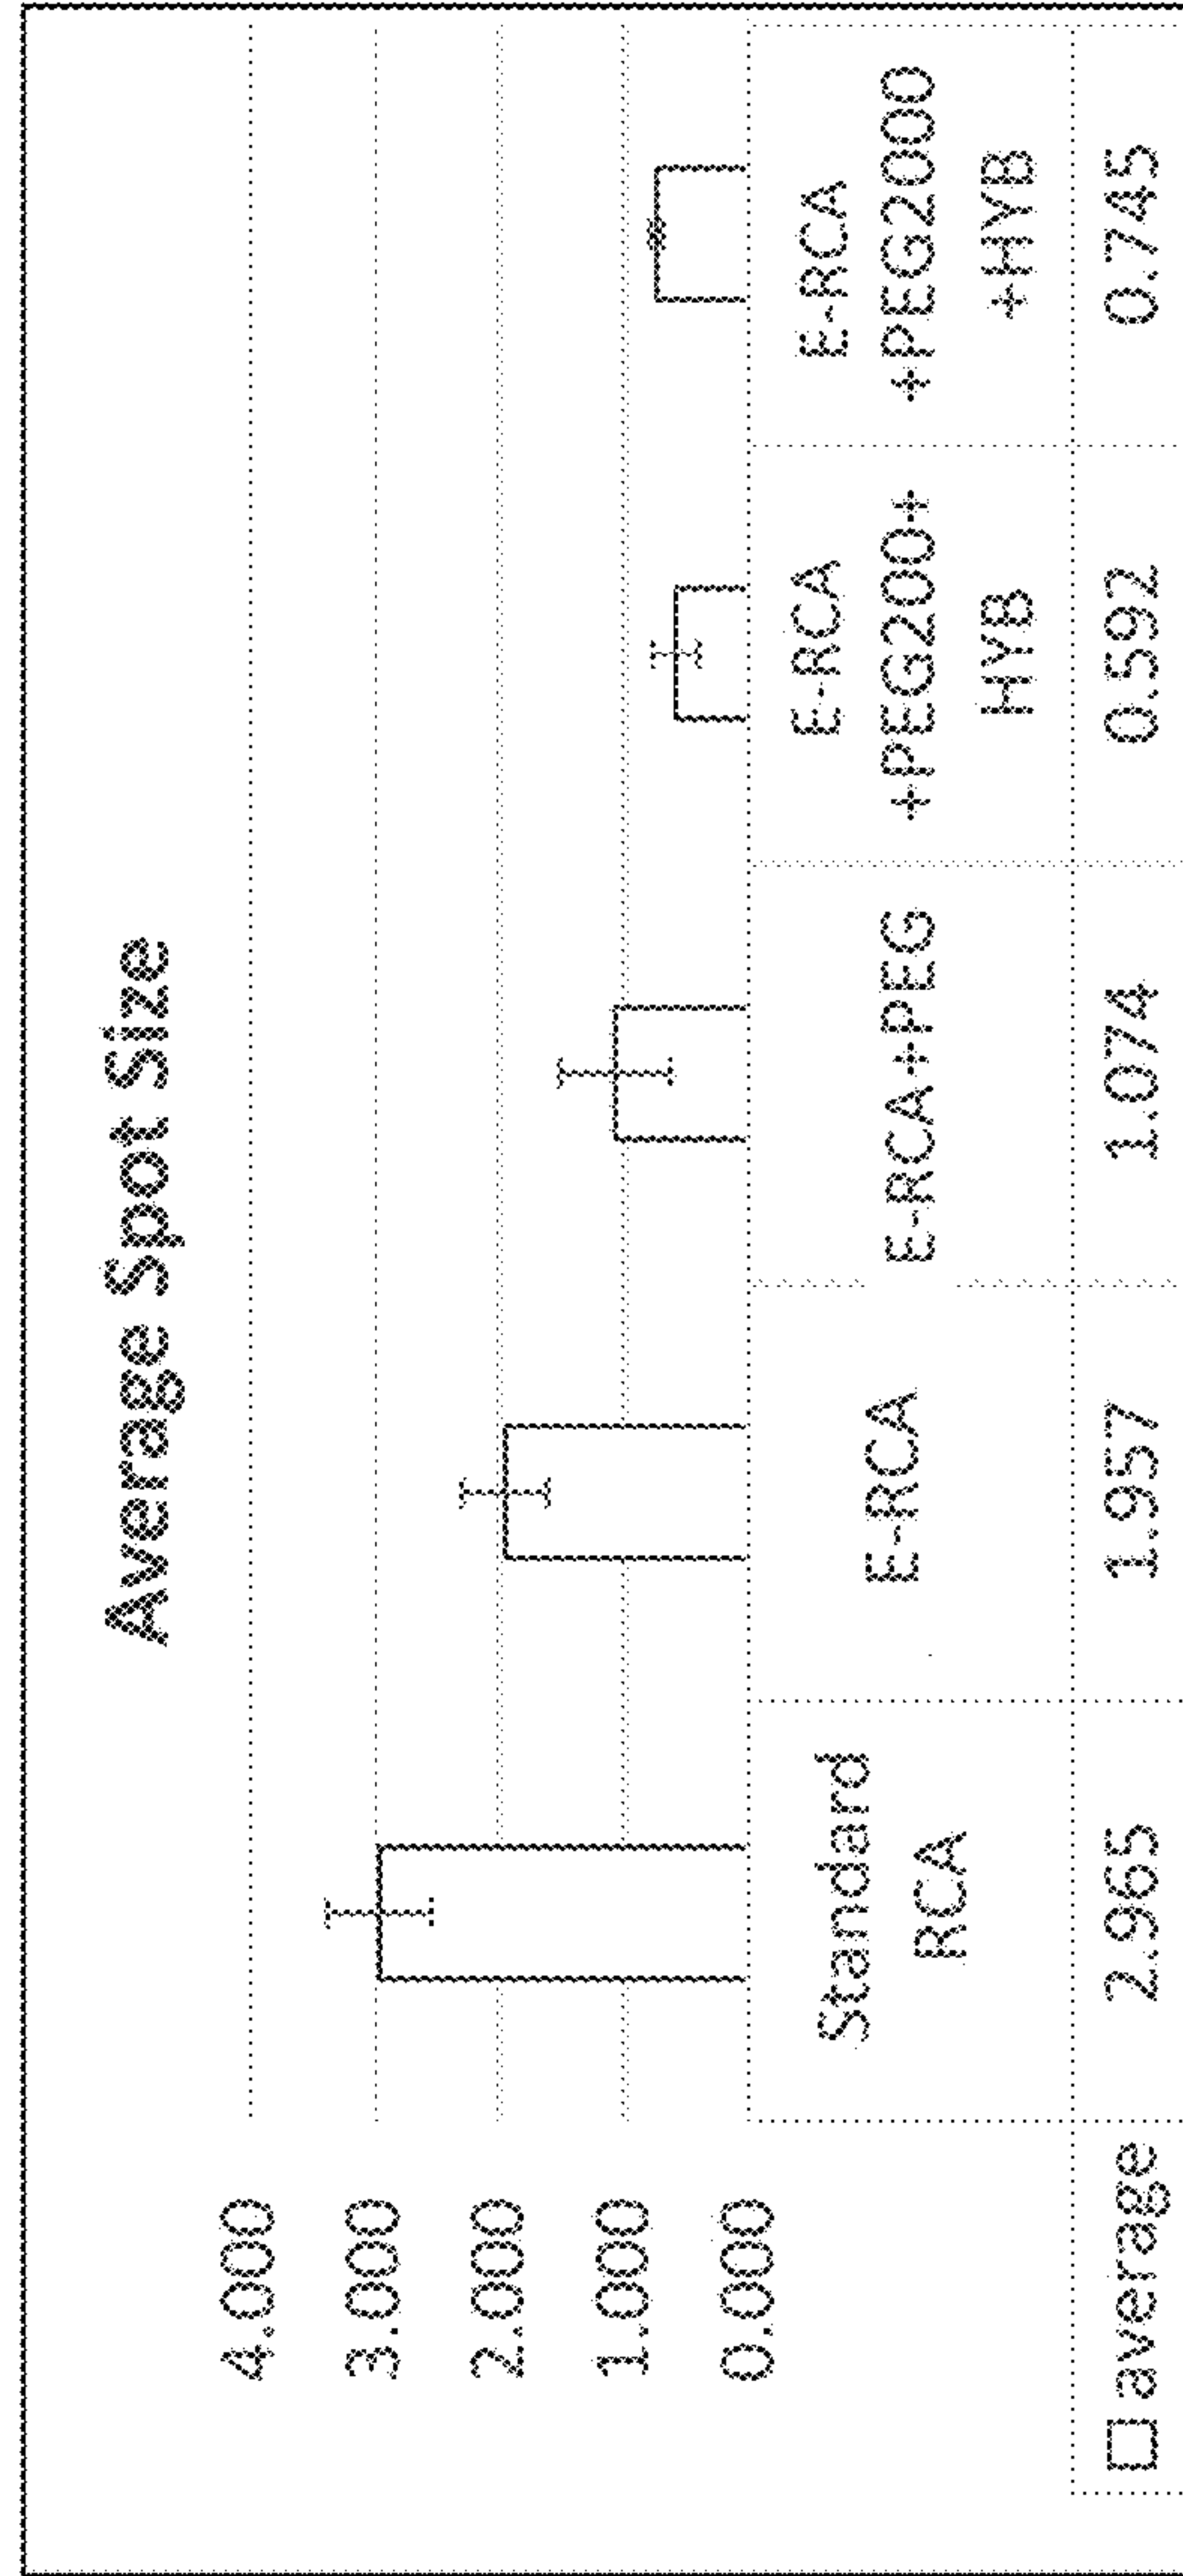 Average Spot Size
4.000
3.000
2.000
1.000
0.000
Standard
RCA
E-RCA
E-RCA+PEG
E-RCA
+PEG200+
HYB
E-RCA
+PEG2000
+HYB
average
2.965
1.957
1.074
0.592
0.745